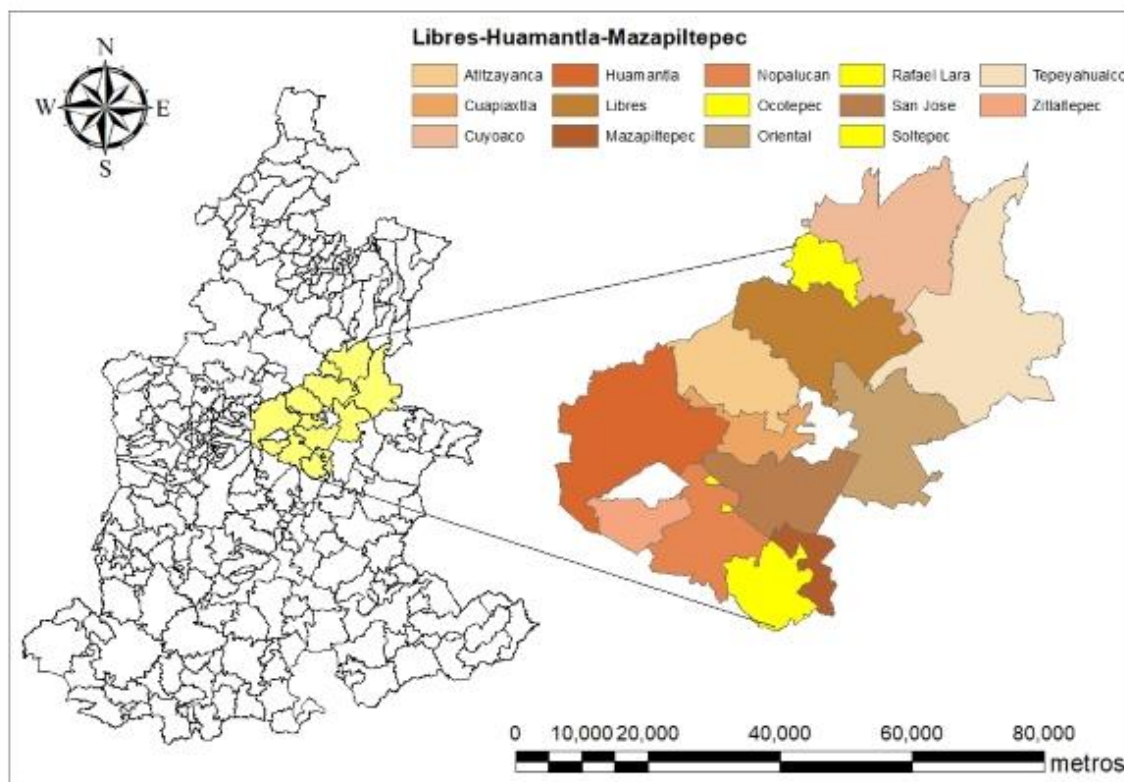 Libres-Huamantla-Mazapiltepec
Atltzayanca
Huamantla
Nopalucan
Rafael Lara
Tepeyahualco
Cuapiaxtla
Libres
Ocotepec
San Jose
Zitlaltepec
Cuyoaco
Mazapiltepec
Oriental
Soltepec
N
W
E
S
0 10,000 20,000 40,000 60,000 80,000
metros